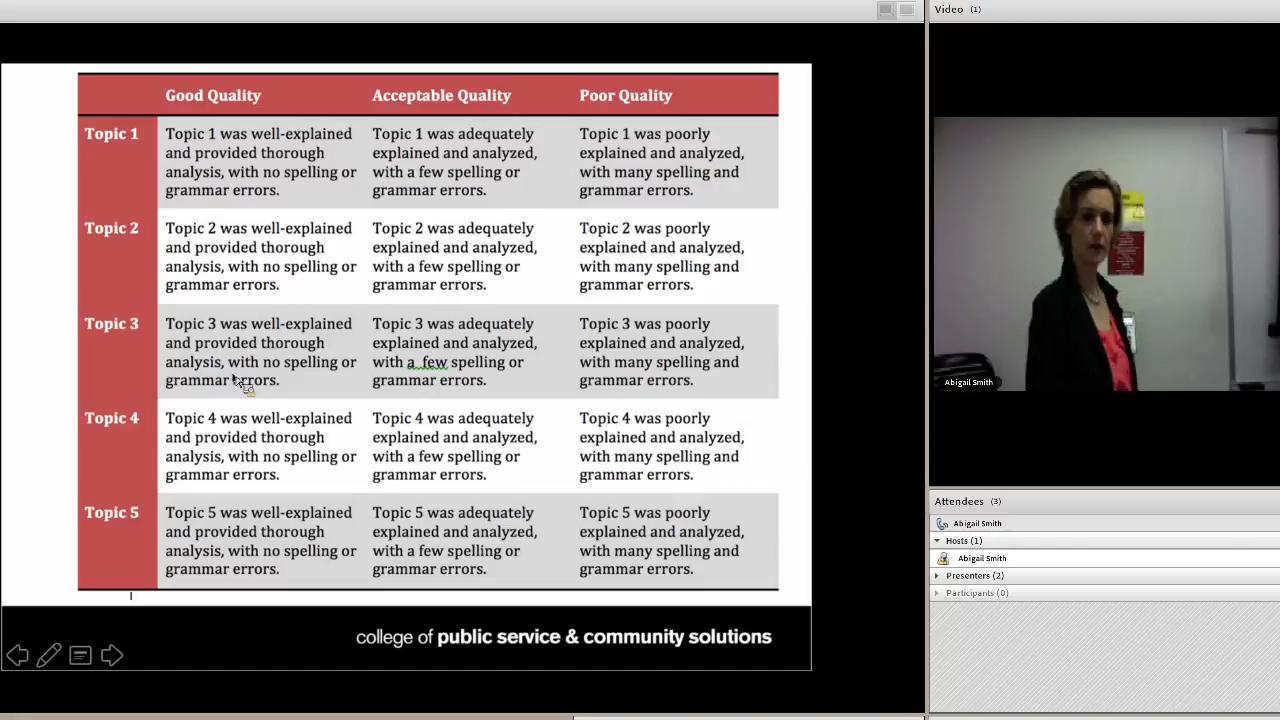 Video (1)
Good Quality Acceptable Quality Poor Quality
Topic 1
Topic 1 was well-explained
and provided thorough
analysis, with no spelling or
grammar errors.
Topic 1 was adequately
explained and analyzed,
with a few spelling or
grammar errors.
Topic 1 was poorly
explained and analyzed,
with many spelling and
grammar errors.
Topic 2
Topic 2 was well-explained
and provided thorough
analysis, with no spelling or
grammar errors.
Topic 2 was adequately
explained and analyzed,
with a few spelling or
grammar errors.
Topic 2 was poorly
explained and analyzed,
with many spelling and
grammar errors.
Topic 3
Topic 3 was well-explained
and provided thorough
analysis, with no spelling or
grammar errors.
Topic 3 was adequately
explained and analyzed,
with a few spelling or
grammar errors.
Topic 3 was poorly
explained and analyzed,
with many spelling and
grammar errors.
Topic 4
Topic 4 was well-explained
and provided thorough
analysis, with no spelling or
grammar errors.
Topic 4 was adequately
explained and analyzed,
with a few spelling or
grammar errors.
Topic 4 was poorly
explained and analyzed,
with many spelling and
grammar errors.
Topic 5
Topic 5 was well-explained
and provided thorough
analysis, with no spelling or
grammar errors.
Topic 5 was adequately
explained and analyzed,
with a few spelling or
grammar errors.
Topic 5 was poorly
explained and analyzed,
with many spelling and
grammar errors.
college of public service & community solutions
Abigail Smith
Attendees (3)
Abigail Smith
Hosts (1)
Abigail Smith
Presenters (2)
Participants (0)